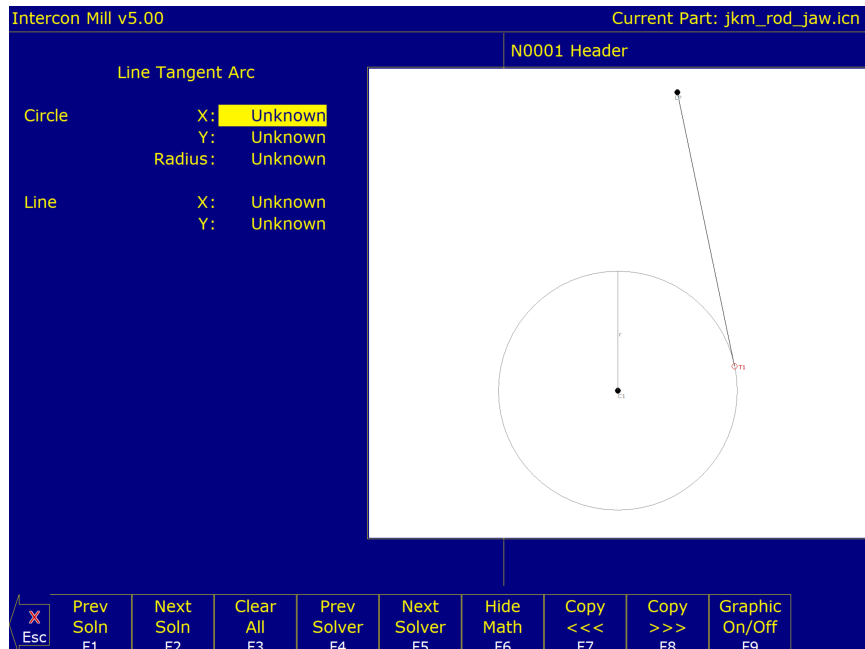 Intercon Mill v5.00 Current Part: jkm_rod_jaw.icn
N0001 Header
Line Tangent Arc
Circle X: Unknown
Y: Unknown
Radius: Unknown
Line X: Unknown
Y: Unknown
r
T1
C1
X Esc
Prev Soln F1
Next Soln F2
Clear All F3
Prev Solver F4
Next Solver F5
Hide Math F6
Copy <<< F7
Copy >>> F8
Graphic On/Off F9